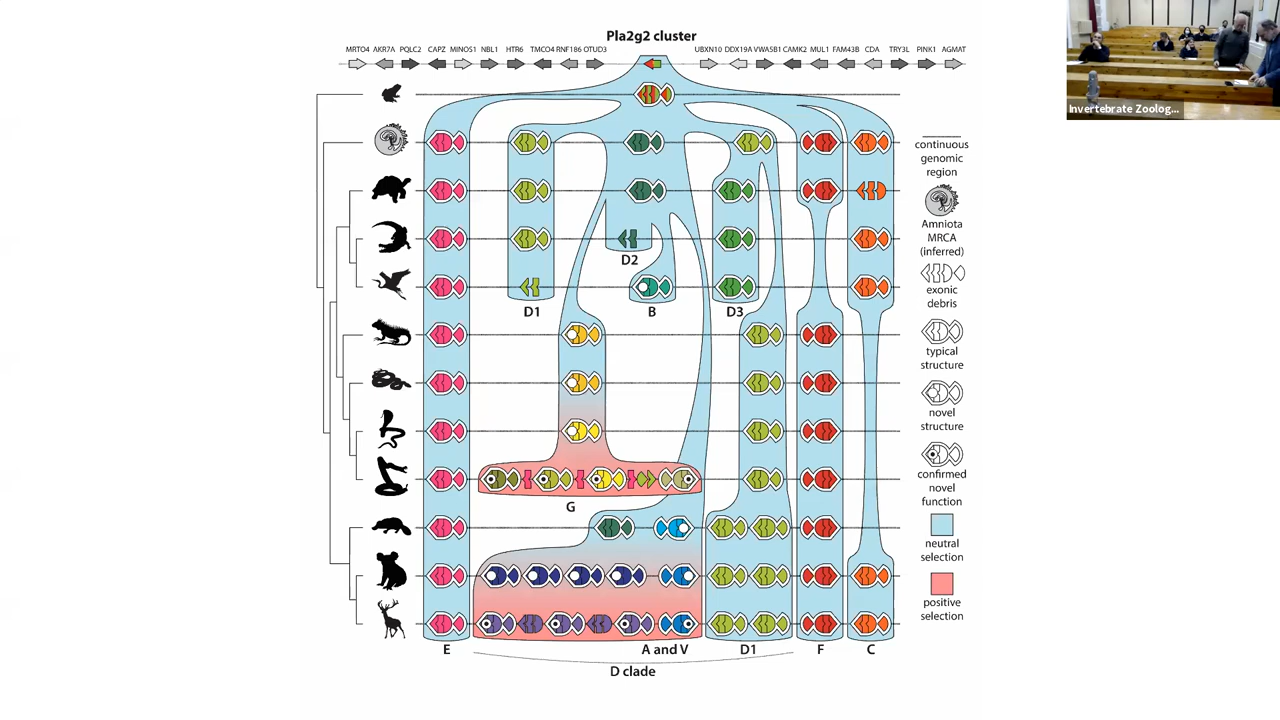 Pla2g2 cluster
MRTO4 AKR7A PQLC2 CAPZ MINOS1 NBL1 HTR6 TMCO4 RNF186 OTUD3 UBXN10 DDX19A VWA5B1 CAMK2 MUL1 FAM43B CDA TRY3L PINK1 AGMAT
Invertebrate Zoolog...
continuous
genomic
region
Amniota
MRCA
(inferred)
exonic
debris
typical
structure
novel
structure
confirmed
novel
function
neutral
selection
positive
selection
D2
D1
B
D3
G
E
A and V
D1
F
C
D clade